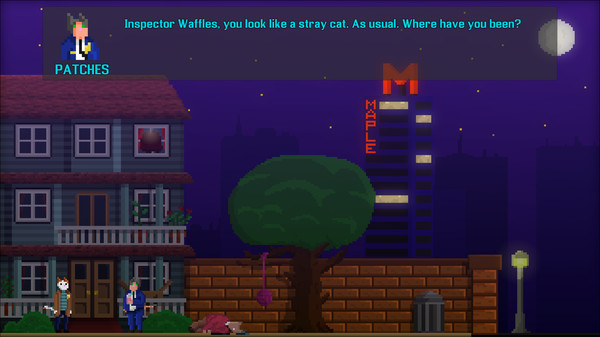 Inspector Waffles, you look like a stray cat. As usual. Where have you been?
PATCHES
M
MAPLE